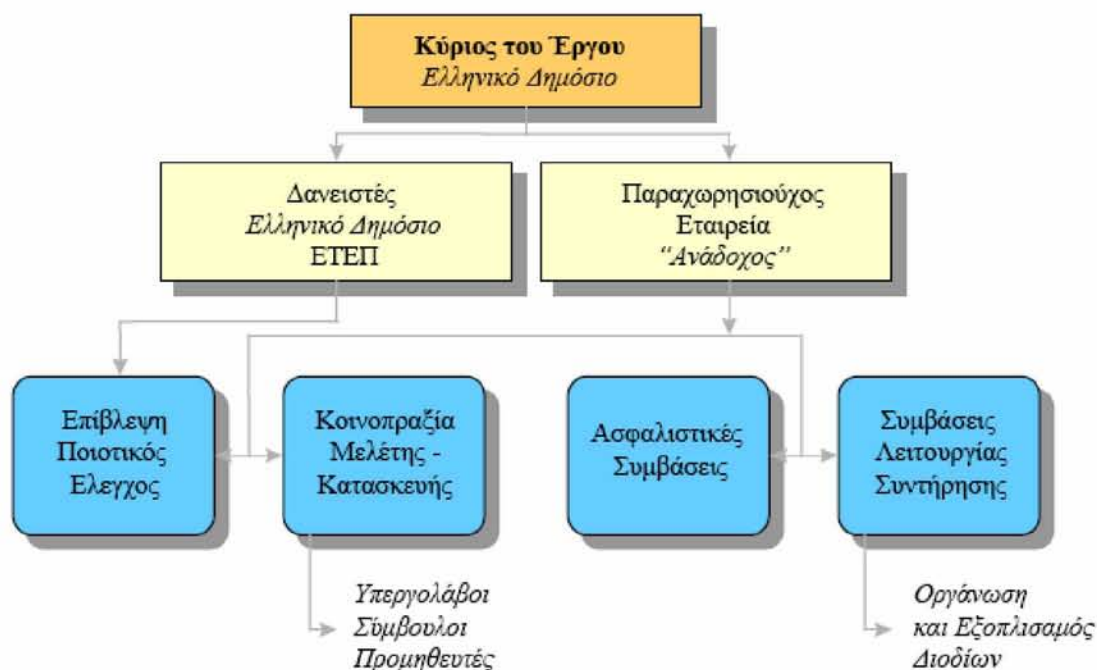 Κύριος του Έργου
Ελληνικό Δημόσιο
Δανειστές
Ελληνικό Δημόσιο
ΕΤΕΠ
Παραχωρησιούχος
Εταιρεία
“Ανάδοχος”
Επίβλεψη
Ποιοτικός
Ελεγχος
Κοινοπραξία
Μελέτης -
Κατασκευής
Ασφαλιστικές
Συμβάσεις
Συμβάσεις
Λειτουργίας
Συντήρησης
Υπεργολάβοι
Σύμβουλοι
Προμηθευτές
Οργάνωση
και Εξοπλισαμός
Διοδίων